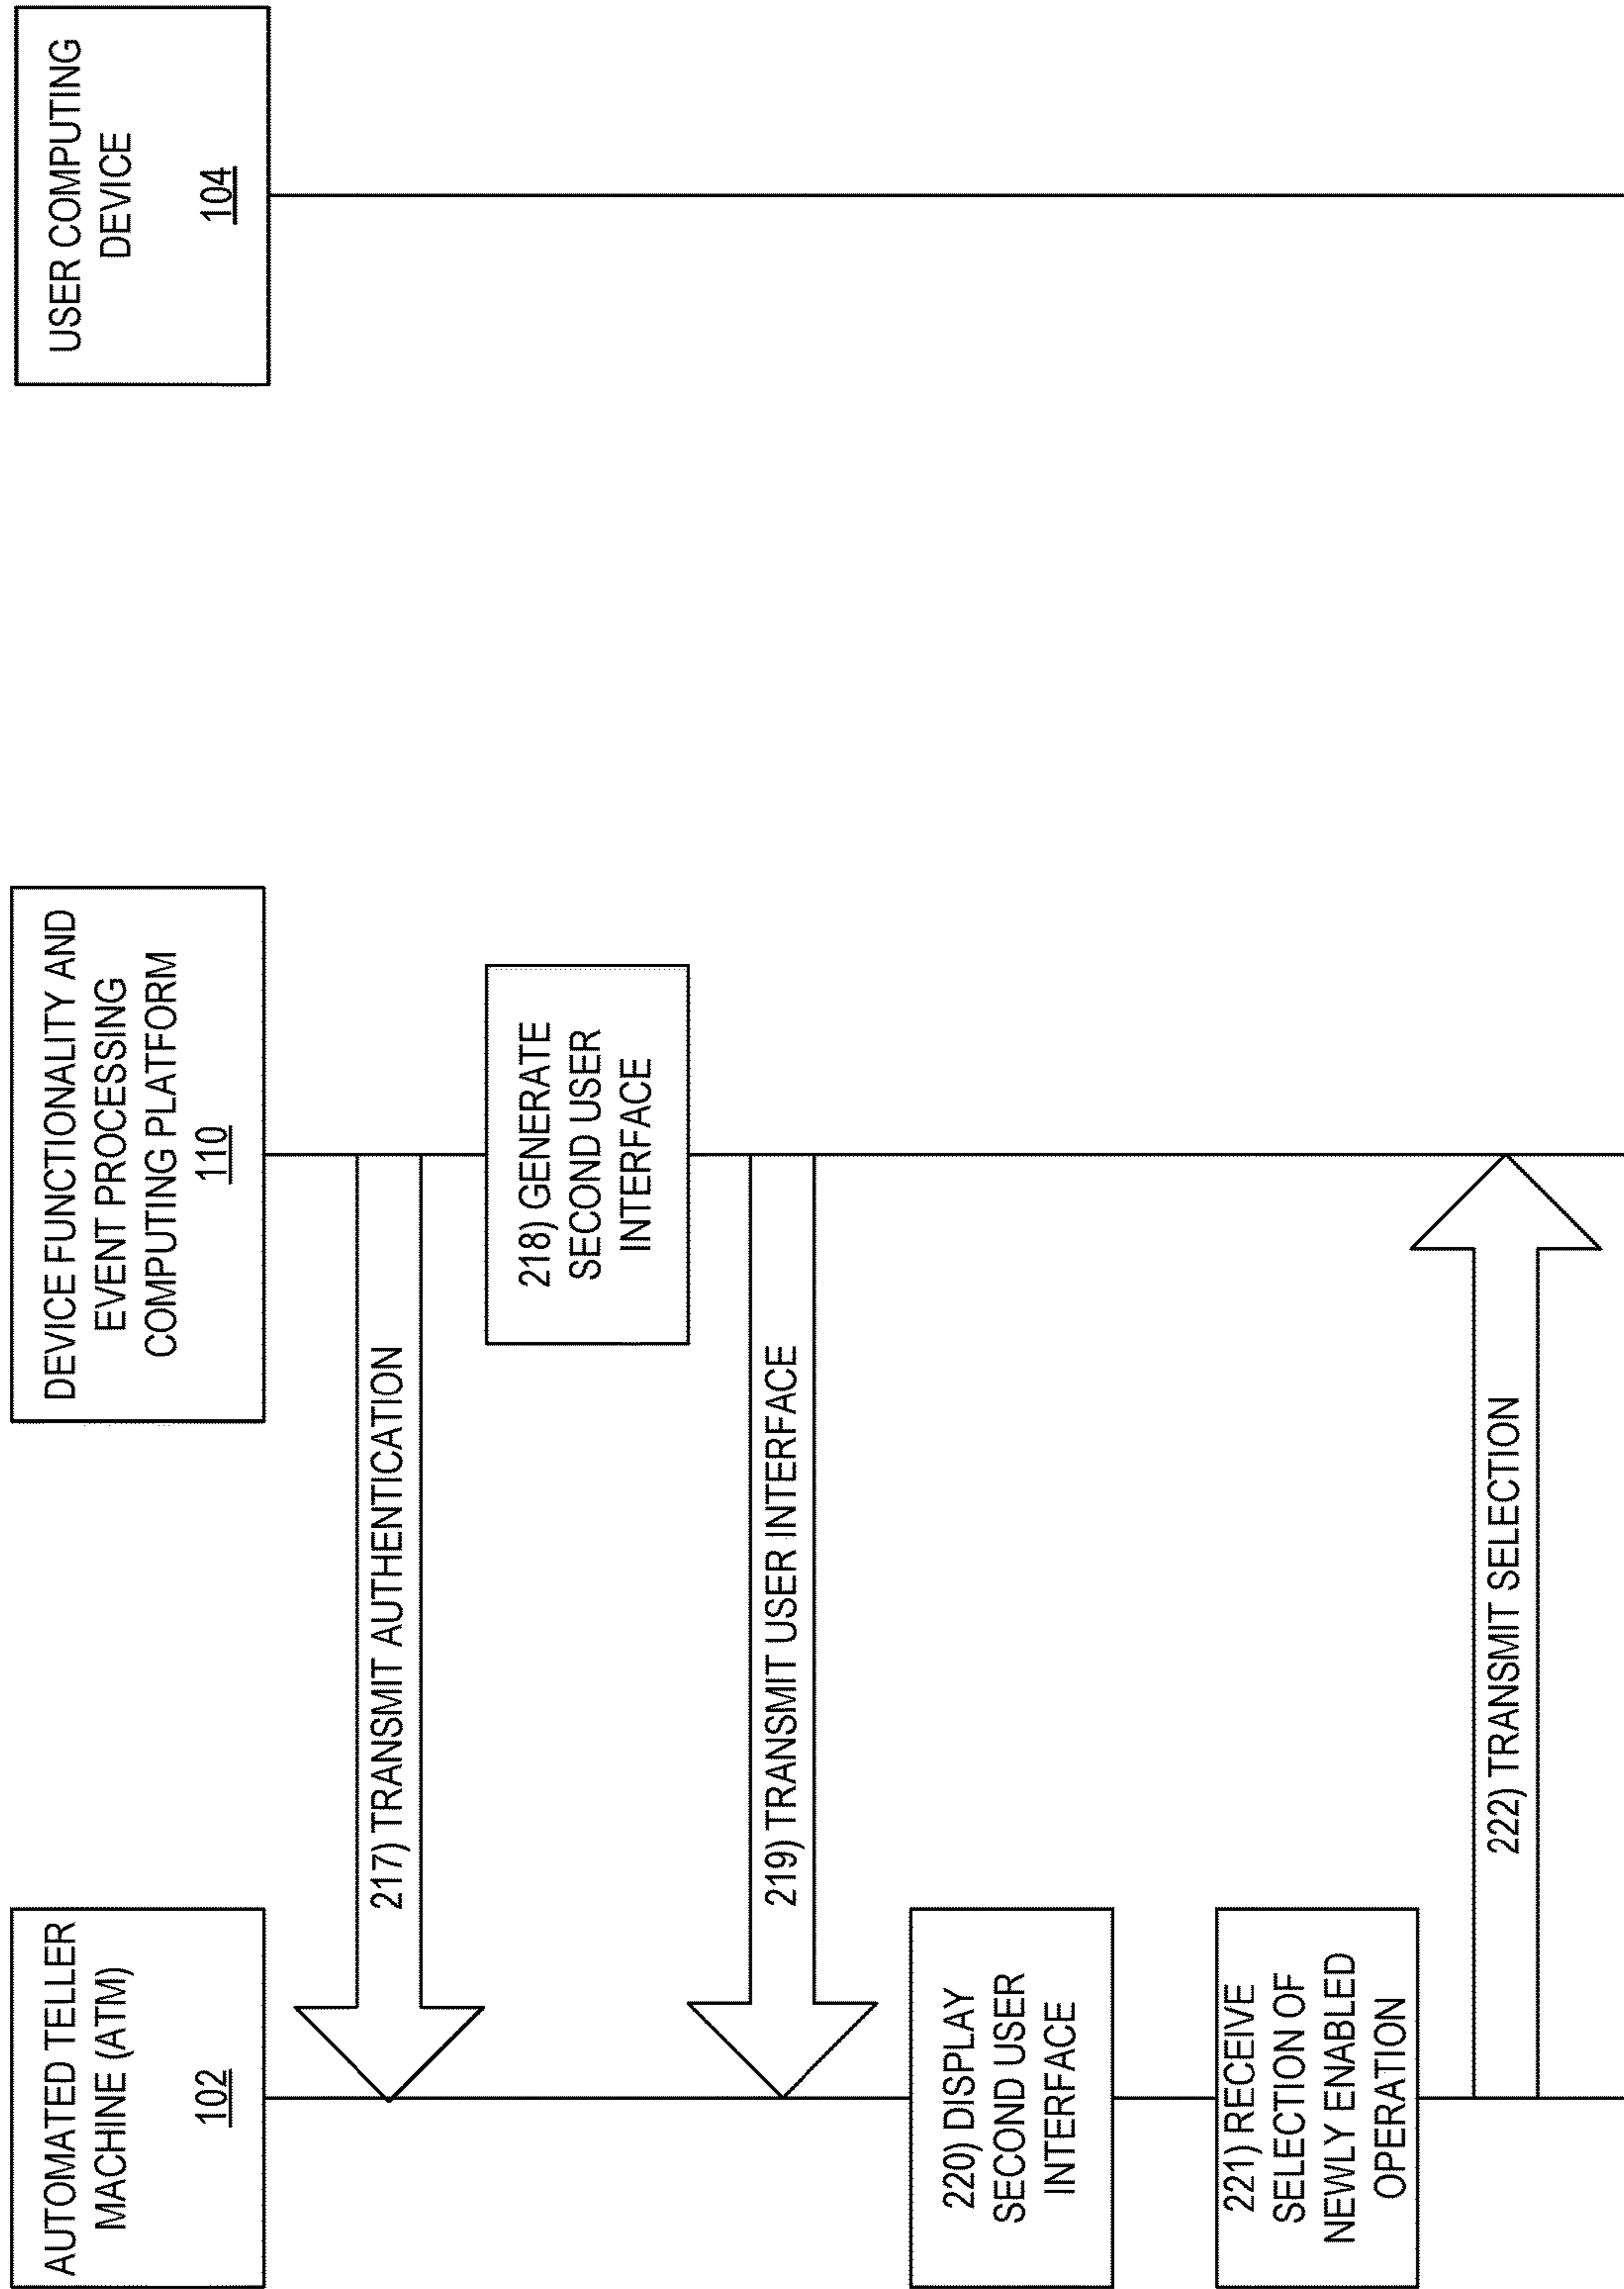 AUTOMATED TELLER
MACHINE (ATM)
102
DEVICE FUNCTIONALITY AND
EVENT PROCESSING
COMPUTING PLATFORM
110
USER COMPUTING
DEVICE
104
217) TRANSMIT AUTHENTICATION
218) GENERATE
SECOND USER
INTERFACE
219) TRANSMIT USER INTERFACE
220) DISPLAY
SECOND USER
INTERFACE
221) RECEIVE
SELECTION OF
NEWLY ENABLED
OPERATION
222) TRANSMIT SELECTION